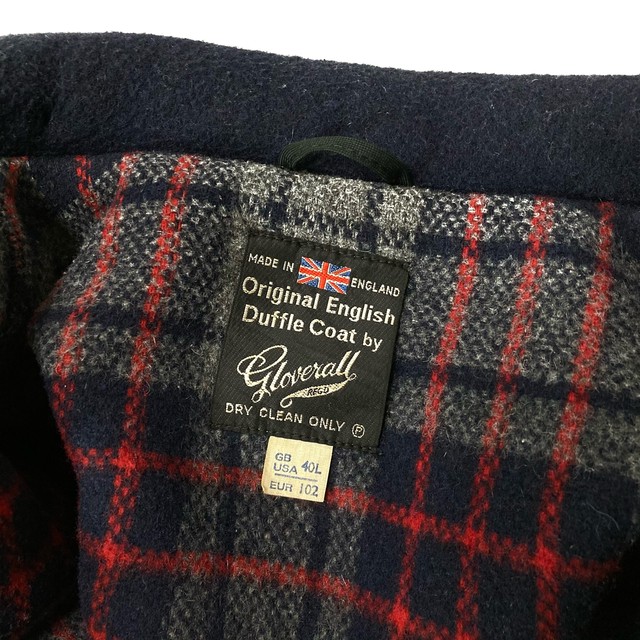 MADE IN ENGLAND
Original English
Duffle Coat by
Gloverall
REGD
DRY CLEAN ONLY Ⓟ
GB
USA 40L
EUR 102